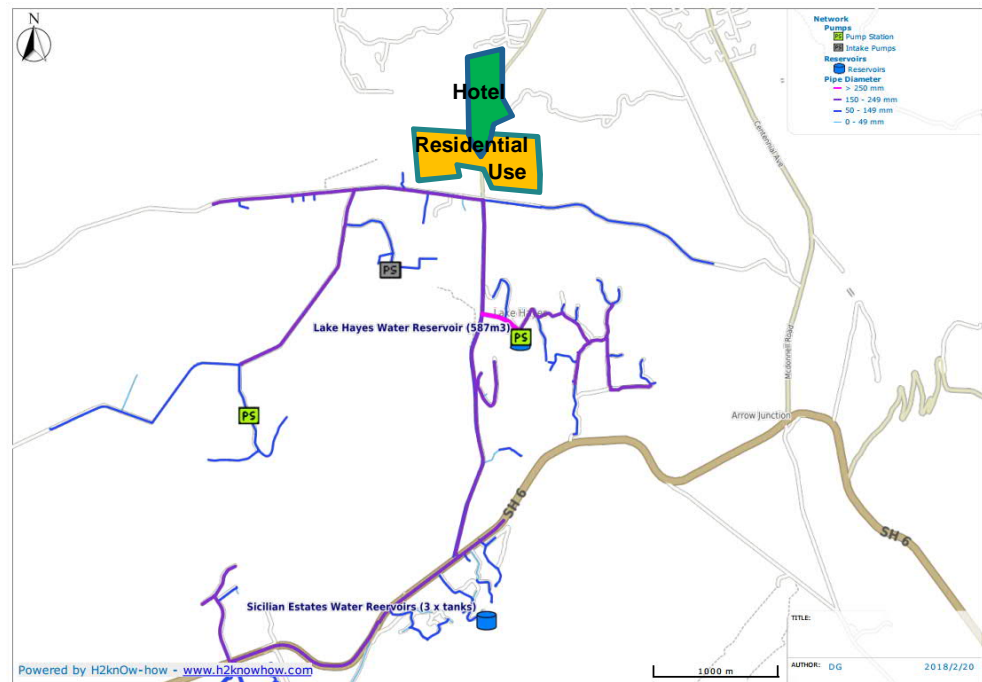 N
Network
Pumps
PS Pump Station
PS Intake Pumps
Reservoirs
Reservoirs
Pipe Diameter
> 250 mm
150 - 249 mm
50 - 149 mm
0 - 49 mm
Hotel
Residential
Use
Centennial Ave
PS
Lake Hayes
Lake Hayes Water Reservoir (587m3)
PS
McDonnell Road
PS
Arrow Junction
SH 6
SH 6
Sicilian Estates Water Reervoirs (3 x tanks)
TITLE:
Powered by H2knOw-how - www.h2knowhow.com
1000 m
AUTHOR: DG 2018/2/20